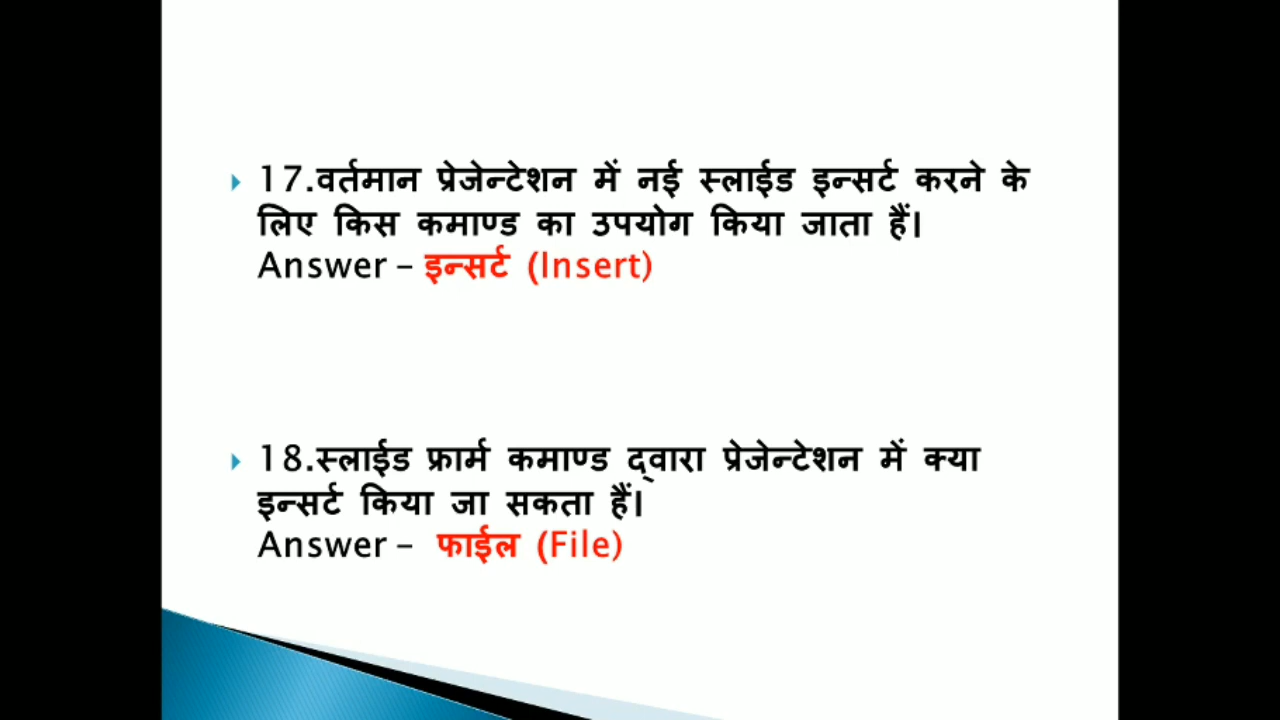 17.वर्तमान प्रेजेन्टेशन में नई स्लाईड इन्सर्ट करने के
लिए किस कमाण्ड का उपयोग किया जाता हैं।
Answer – इन्सर्ट (Insert)
18.स्लाईड फ्रार्म कमाण्ड द्वारा प्रेजेन्टेशन में क्या
इन्सर्ट किया जा सकता हैं।
Answer – फाईल (File)